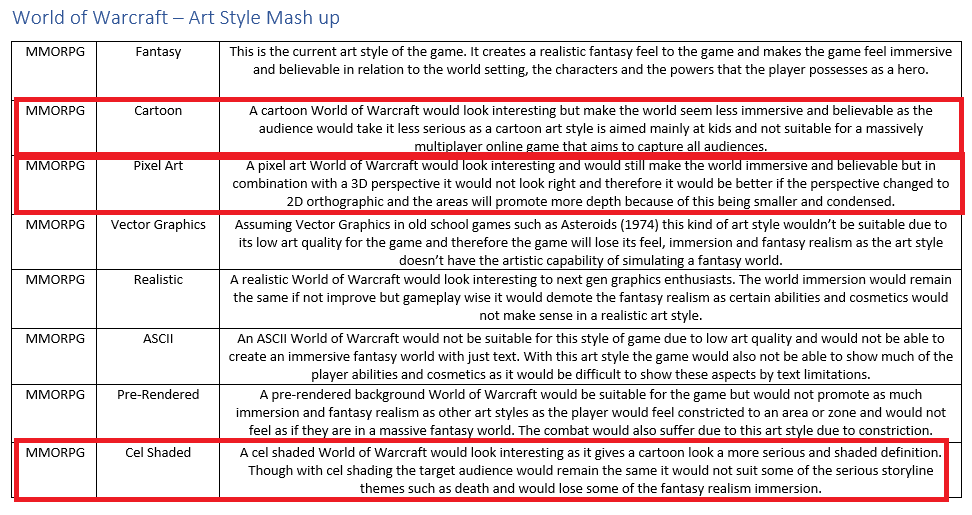 World of Warcraft – Art Style Mash up
MMORPG Fantasy This is the current art style of the game. It creates a realistic fantasy feel to the game and makes the game feel immersive
and believable in relation to the world setting, the characters and the powers that the player possesses as a hero.
MMORPG Cartoon A cartoon World of Warcraft would look interesting but make the world seem less immersive and believable as the
audience would take it less serious as a cartoon art style is aimed mainly at kids and not suitable for a massively
multiplayer online game that aims to capture all audiences.
MMORPG Pixel Art A pixel art World of Warcraft would look interesting and would still make the world immersive and believable but in
combination with a 3D perspective it would not look right and therefore it would be better if the perspective changed to
2D orthographic and the areas will promote more depth because of this being smaller and condensed.
MMORPG Vector Graphics Assuming Vector Graphics in old school games such as Asteroids (1974) this kind of art style wouldn't be suitable due to
its low art quality for the game and therefore the game will lose its feel, immersion and fantasy realism as the art style
doesn't have the artistic capability of simulating a fantasy world.
MMORPG Realistic A realistic World of Warcraft would look interesting to next gen graphics enthusiasts. The world immersion would remain
the same if not improve but gameplay wise it would demote the fantasy realism as certain abilities and cosmetics would
not make sense in a realistic art style.
MMORPG ASCII An ASCII World of Warcraft would not be suitable for this style of game due to low art quality and would not be able to
create an immersive fantasy world with just text. With this art style the game would also not be able to show much of the
player abilities and cosmetics as it would be difficult to show these aspects by text limitations.
MMORPG Pre-Rendered A pre-rendered background World of Warcraft would be suitable for the game but would not promote as much
immersion and fantasy realism as other art styles as the player would feel constricted to an area or zone and would not
feel as if they are in a massive fantasy world. The combat would also suffer due to this art style due to constriction.
MMORPG Cel Shaded A cel shaded World of Warcraft would look interesting as it gives a cartoon look a more serious and shaded definition.
Though with cel shading the target audience would remain the same it would not suit some of the serious storyline
themes such as death and would lose some of the fantasy realism immersion.